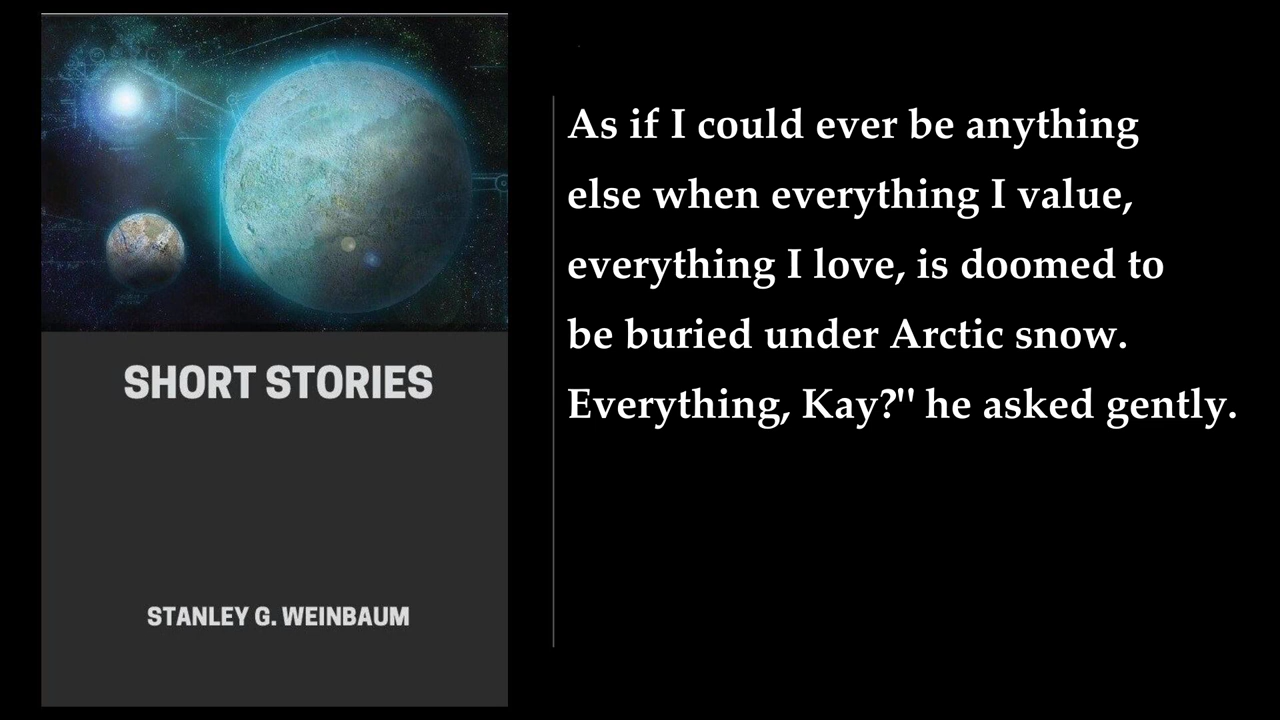 SHORT STORIES
STANLEY G. WEINBAUM
As if I could ever be anything
else when everything I value,
everything I love, is doomed to
be buried under Arctic snow.
Everything, Kay?" he asked gently.